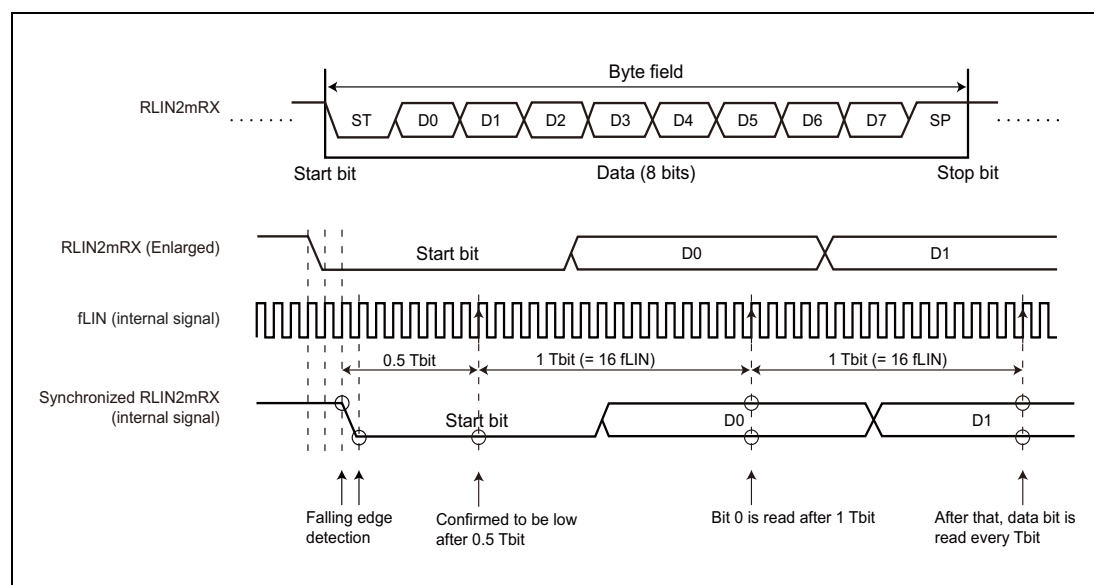 Byte field
RLIN2mRX
ST D0 D1 D2 D3 D4 D5 D6 D7 SP
Start bit Data (8 bits) Stop bit
RLIN2mRX (Enlarged)
Start bit D0 D1
fLIN (internal signal)
0.5 Tbit 1 Tbit (= 16 fLIN) 1 Tbit (= 16 fLIN)
Synchronized RLIN2mRX
(internal signal)
Start bit D0 D1
Falling edge
detection
Confirmed to be low
after 0.5 Tbit
Bit 0 is read after 1 Tbit
After that, data bit is
read every Tbit